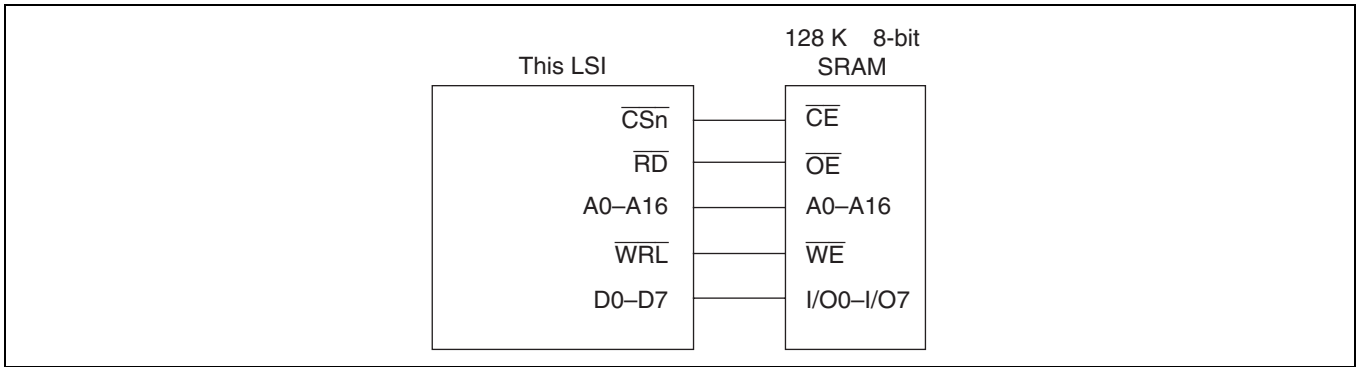 128 K 8-bit
This LSI SRAM
CSn CE
RD OE
A0–A16 A0–A16
WRL WE
D0–D7 I/O0–I/O7